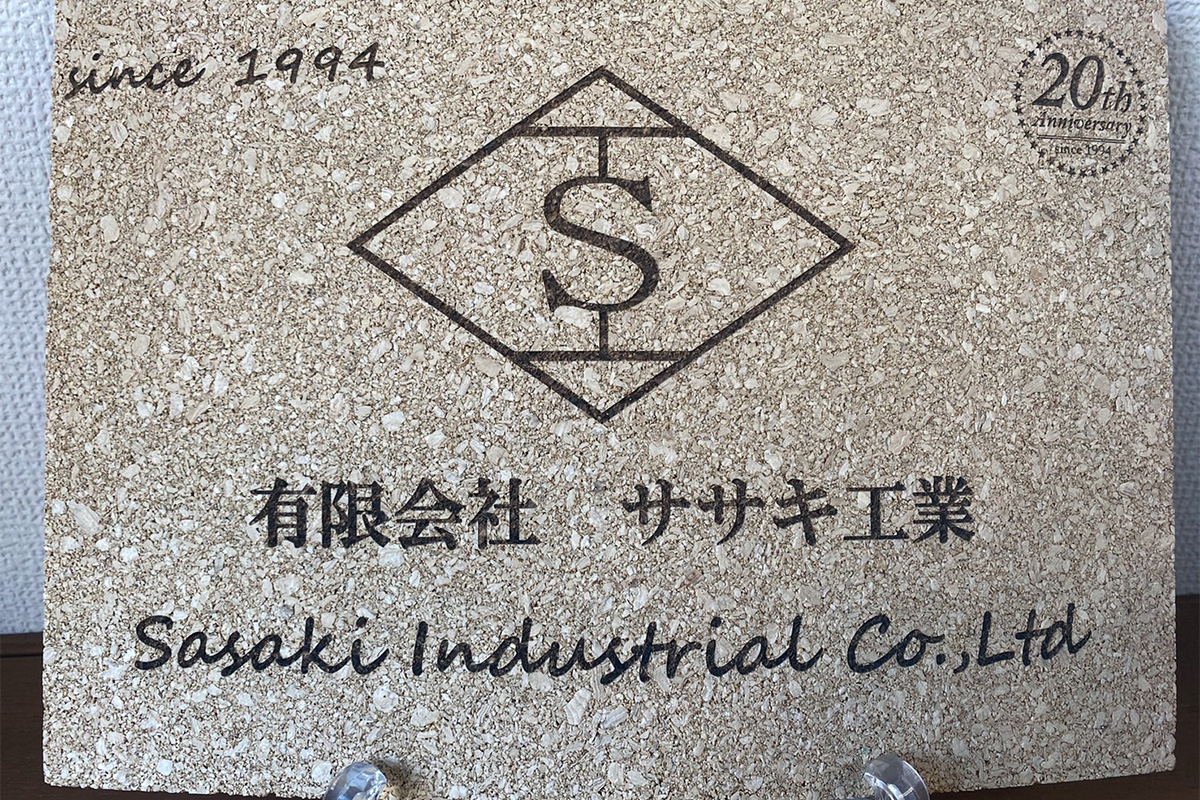 since 1994
20th
Anniversary
since 1994
S
有限会社　ササキ工業
Sasaki Industrial Co.,Ltd